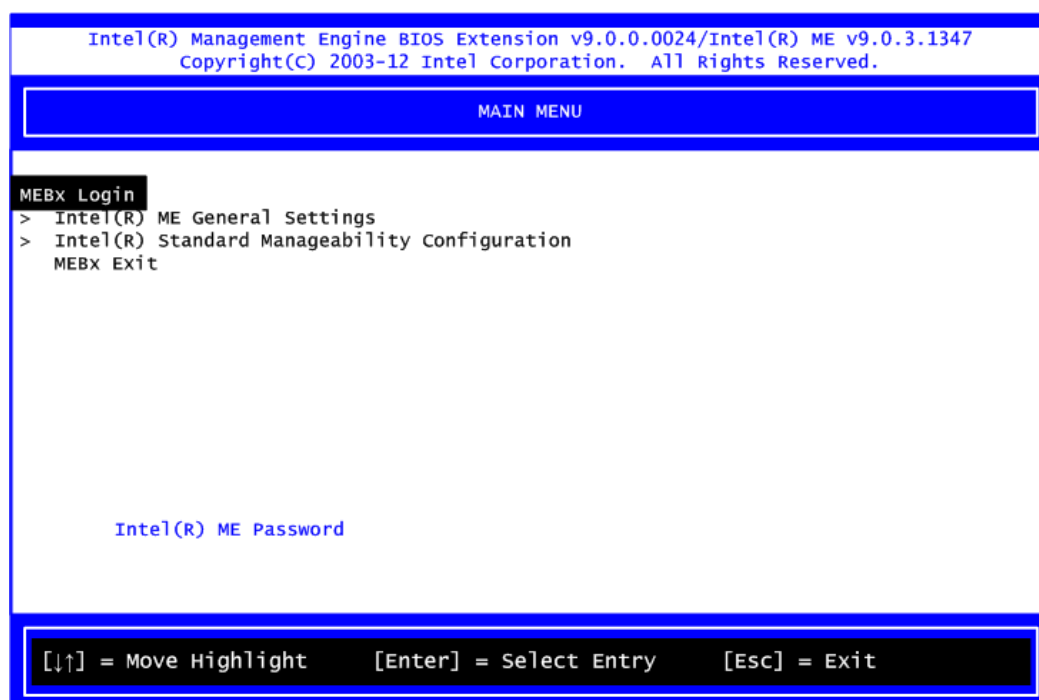 Intel(R) Management Engine BIOS Extension v9.0.0.0024/Intel(R) ME v9.0.3.1347
Copyright(C) 2003-12 Intel Corporation.  All Rights Reserved.
MAIN MENU
MEBx Login
>  Intel(R) ME General Settings
>  Intel(R) Standard Manageability Configuration
MEBx Exit
Intel(R) ME Password
[↓↑] = Move Highlight  [Enter] = Select Entry  [Esc] = Exit